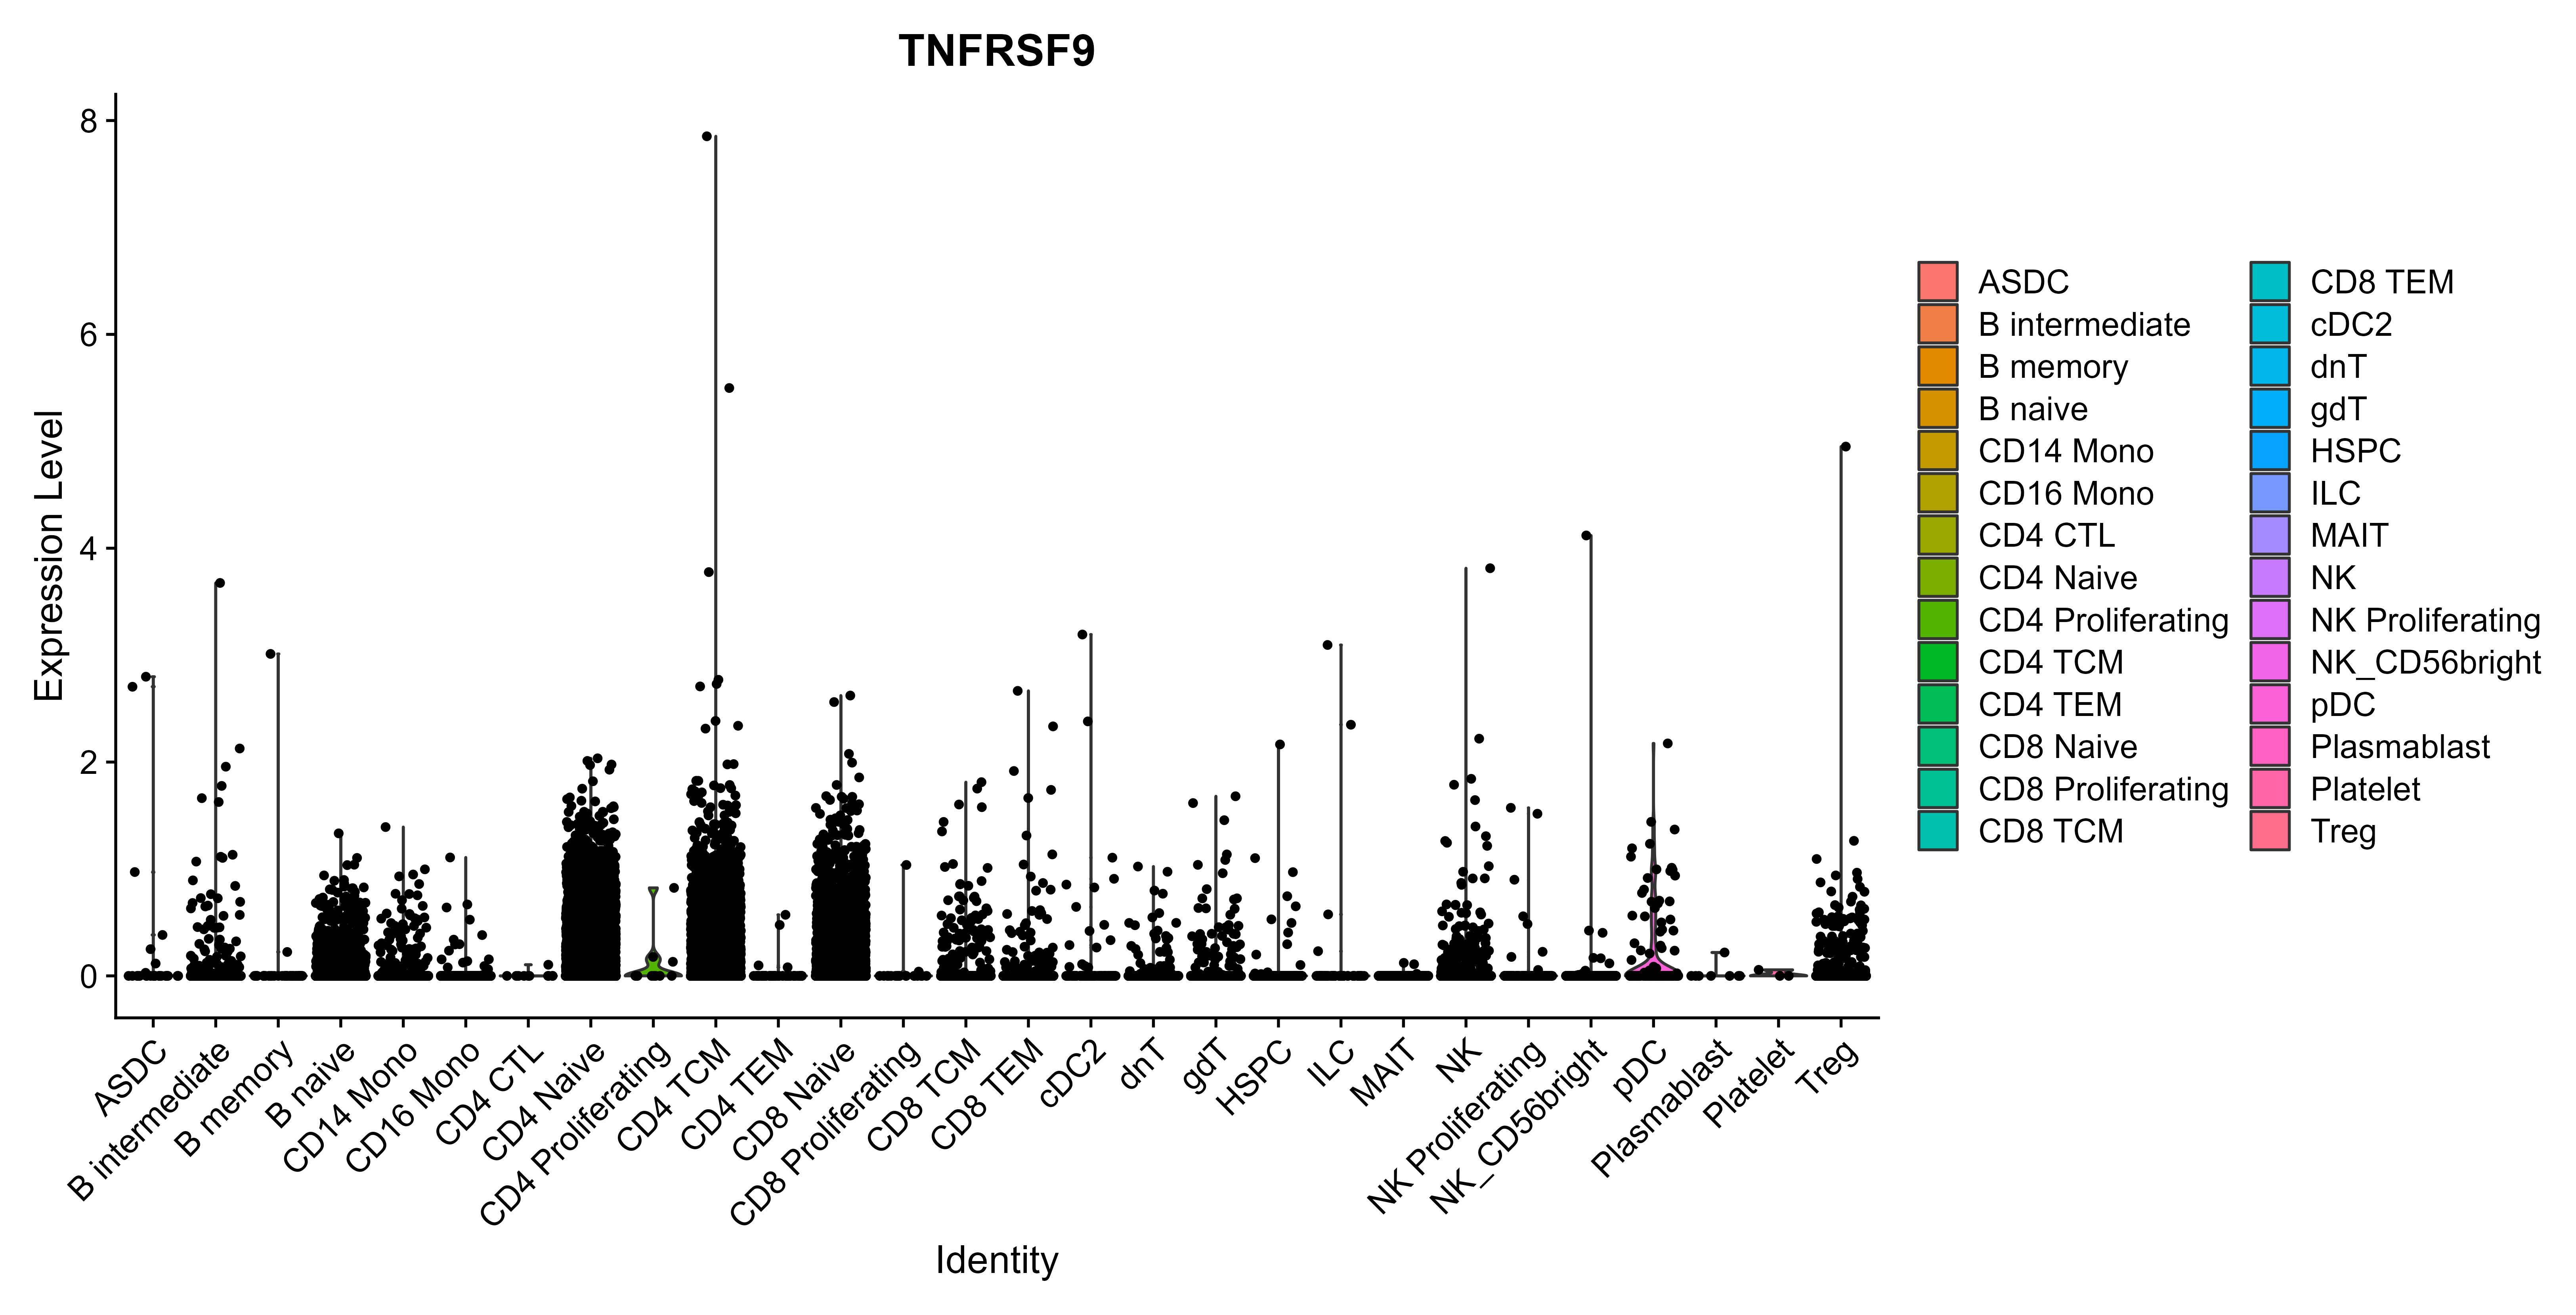 TNFRSF9
Expression Level
8
6
4
2
0
ASDC
B intermediate
B memory
B naive
CD14 Mono
CD16 Mono
CD4 CTL
CD4 Naive
CD4 Proliferating
CD4 TCM
CD4 TEM
CD8 Naive
CD8 Proliferating
CD8 TCM
CD8 TEM
cDC2
dnT
gdT
HSPC
ILC
MAIT
NK
NK Proliferating
NK_CD56bright
pDC
Plasmablast
Platelet
Treg
Identity
ASDC
B intermediate
B memory
B naive
CD14 Mono
CD16 Mono
CD4 CTL
CD4 Naive
CD4 Proliferating
CD4 TCM
CD4 TEM
CD8 Naive
CD8 Proliferating
CD8 TCM
CD8 TEM
cDC2
dnT
gdT
HSPC
ILC
MAIT
NK
NK Proliferating
NK_CD56bright
pDC
Plasmablast
Platelet
Treg